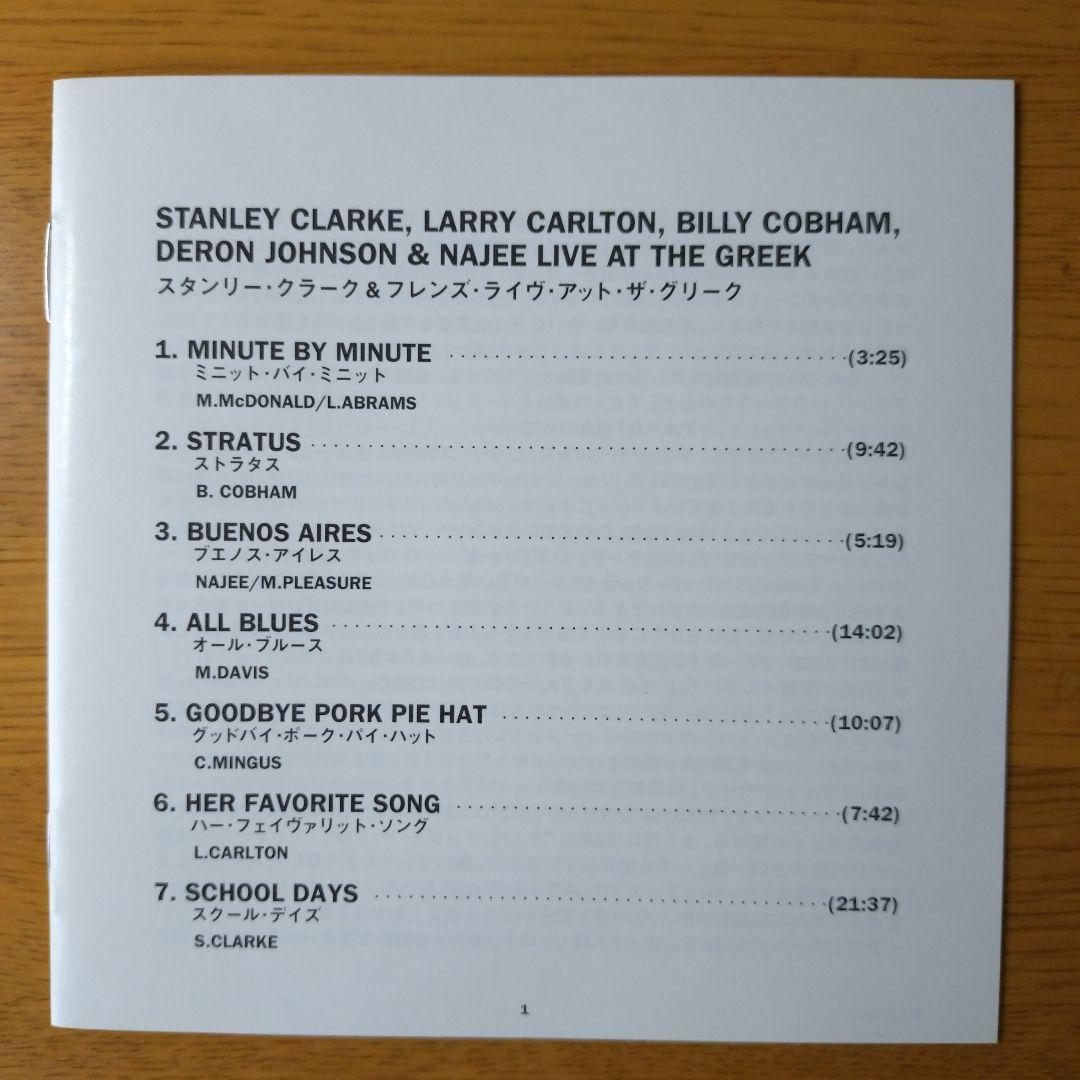 STANLEY CLARKE, LARRY CARLTON, BILLY COBHAM,
DERON JOHNSON & NAJEE LIVE AT THE GREEK
スタンリー・クラーク&フレンズ・ライヴ・アット・ザ・グリーク
1. MINUTE BY MINUTE (3:25)
ミニット・バイ・ミニット
M.McDONALD/L.ABRAMS
2. STRATUS (9:42)
ストラタス
B. COBHAM
3. BUENOS AIRES (5:19)
ブエノス・アイレス
NAJEE/M.PLEASURE
4. ALL BLUES (14:02)
オール・ブルース
M.DAVIS
5. GOODBYE PORK PIE HAT (10:07)
グッドバイ・ポーク・パイ・ハット
C.MINGUS
6. HER FAVORITE SONG (7:42)
ハー・フェイヴァリット・ソング
L.CARLTON
7. SCHOOL DAYS (21:37)
スクール・デイズ
S.CLARKE
1